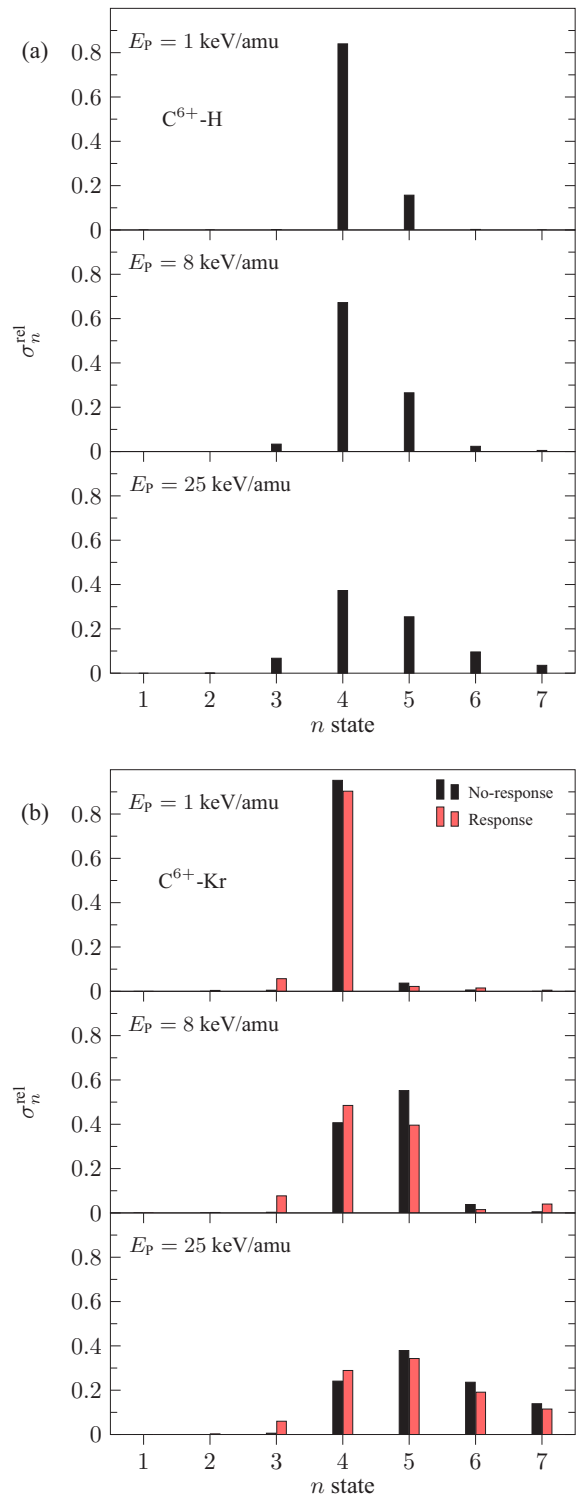 (a)
E_P = 1 keV/amu
C^6+-H
0.8
0.6
0.4
0.2
0
E_P = 8 keV/amu
0.8
0.6
0.4
0.2
0
σ_n^rel
E_P = 25 keV/amu
0.8
0.6
0.4
0.2
0
1 2 3 4 5 6 7
n state
(b)
E_P = 1 keV/amu
No-response
Response
C^6+-Kr
0.8
0.6
0.4
0.2
0
E_P = 8 keV/amu
0.8
0.6
0.4
0.2
0
σ_n^rel
E_P = 25 keV/amu
0.8
0.6
0.4
0.2
0
1 2 3 4 5 6 7
n state